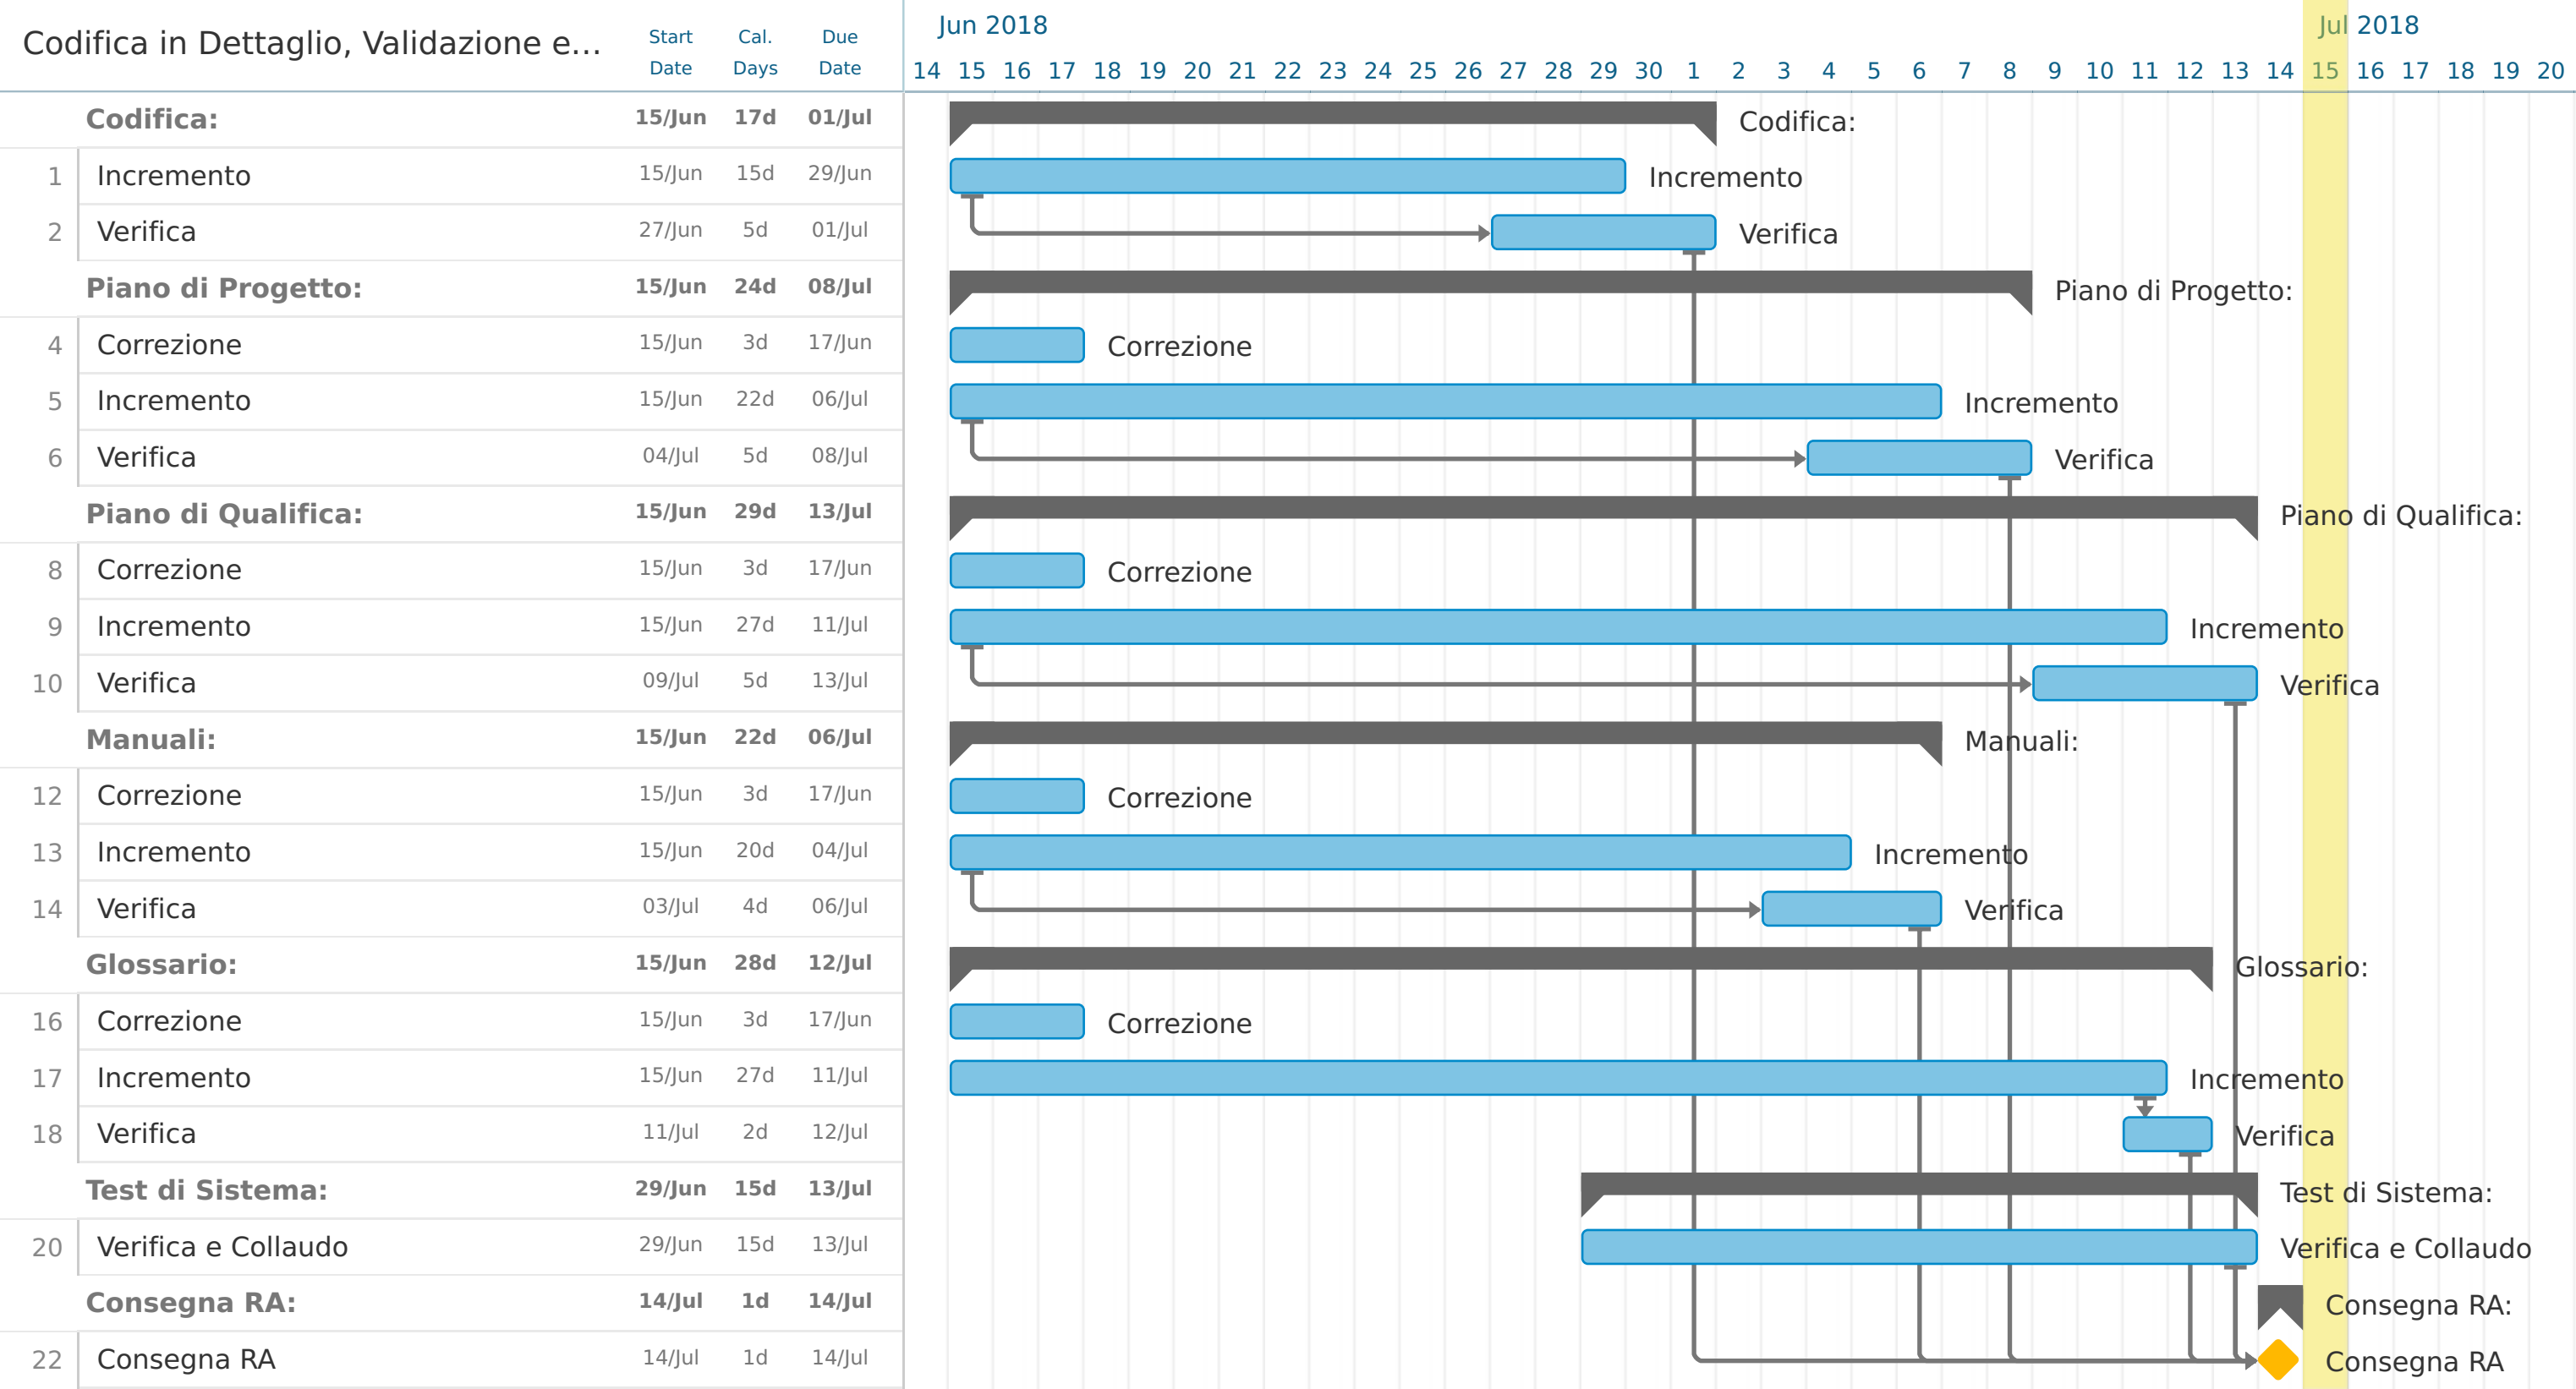 Codifica in Dettaglio, Validazione e... Start Date Cal. Days Due Date
Jun 2018 Jul 2018
14 15 16 17 18 19 20 21 22 23 24 25 26 27 28 29 30 1 2 3 4 5 6 7 8 9 10 11 12 13 14 15 16 17 18 19 20
Codifica: 15/Jun 17d 01/Jul Codifica:
1 Incremento 15/Jun 15d 29/Jun Incremento
2 Verifica 27/Jun 5d 01/Jul Verifica
Piano di Progetto: 15/Jun 24d 08/Jul Piano di Progetto:
4 Correzione 15/Jun 3d 17/Jun Correzione
5 Incremento 15/Jun 22d 06/Jul Incremento
6 Verifica 04/Jul 5d 08/Jul Verifica
Piano di Qualifica: 15/Jun 29d 13/Jul Piano di Qualifica:
8 Correzione 15/Jun 3d 17/Jun Correzione
9 Incremento 15/Jun 27d 11/Jul Incremento
10 Verifica 09/Jul 5d 13/Jul Verifica
Manuali: 15/Jun 22d 06/Jul Manuali:
12 Correzione 15/Jun 3d 17/Jun Correzione
13 Incremento 15/Jun 20d 04/Jul Incremento
14 Verifica 03/Jul 4d 06/Jul Verifica
Glossario: 15/Jun 28d 12/Jul Glossario:
16 Correzione 15/Jun 3d 17/Jun Correzione
17 Incremento 15/Jun 27d 11/Jul Incremento
18 Verifica 11/Jul 2d 12/Jul Verifica
Test di Sistema: 29/Jun 15d 13/Jul Test di Sistema:
20 Verifica e Collaudo 29/Jun 15d 13/Jul Verifica e Collaudo
Consegna RA: 14/Jul 1d 14/Jul Consegna RA:
22 Consegna RA 14/Jul 1d 14/Jul Consegna RA